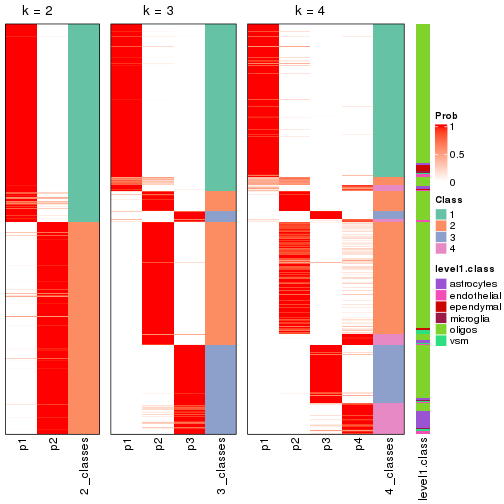 k = 2
k = 3
k = 4
p1
p2
2_classes
p1
p2
p3
3_classes
p1
p2
p3
p4
4_classes
level1.class
Prob
1
0.5
0
Class
1
2
3
4
level1.class
astrocytes
endothelial
ependymal
microglia
oligos
vsm